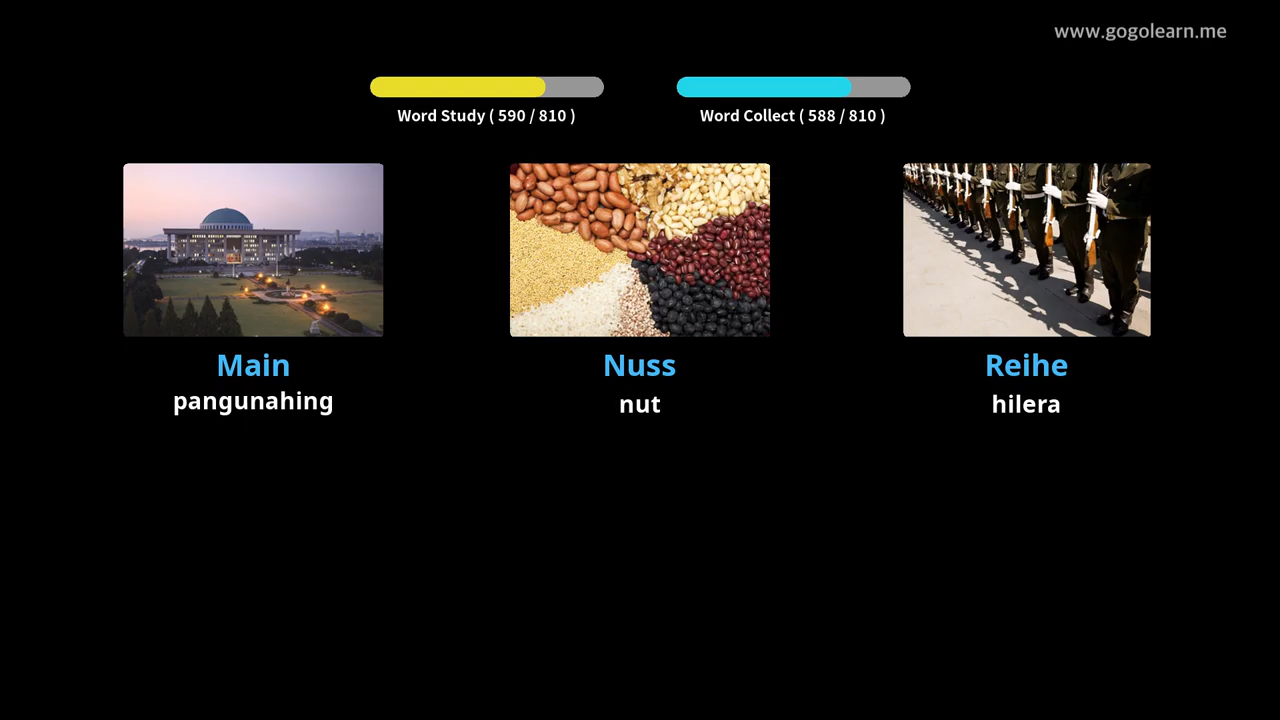 www.gogolearn.me
Word Study ( 590 / 810 )
Word Collect ( 588 / 810 )
Main
pangunahing
Nuss
nut
Reihe
hilera